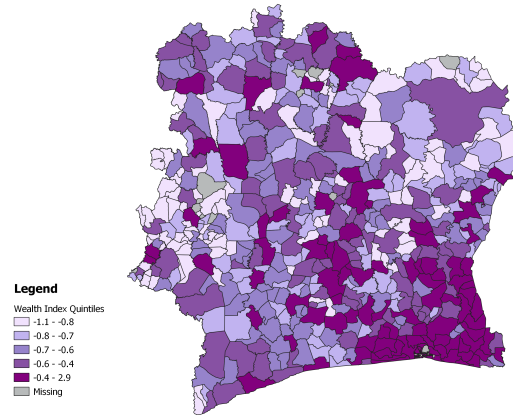 Legend
Wealth Index Quintiles
-1.1 - -0.8
-0.8 - -0.7
-0.7 - -0.6
-0.6 - -0.4
-0.4 - 2.9
Missing